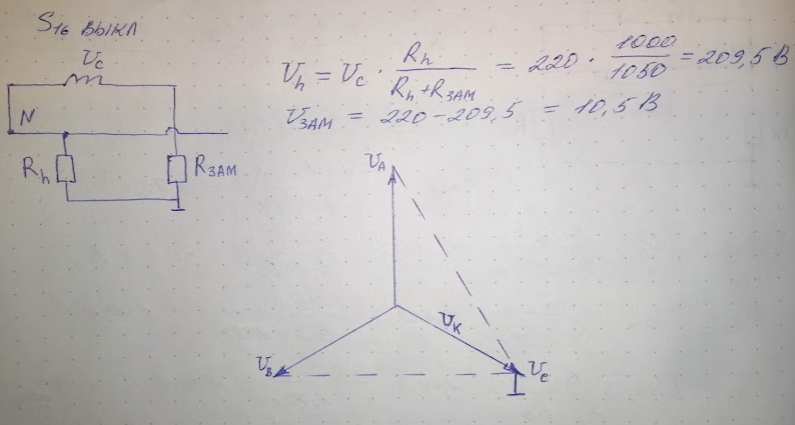 S16 ВЫКЛ
Uc
N
Rh
RЗАМ
Uh = Uc · Rh / (Rh + RЗАМ) = 220 · 1000 / 1050 = 209,5 В
UЗАМ = 220 - 209,5 = 10,5 В
UA
UK
UB
UC